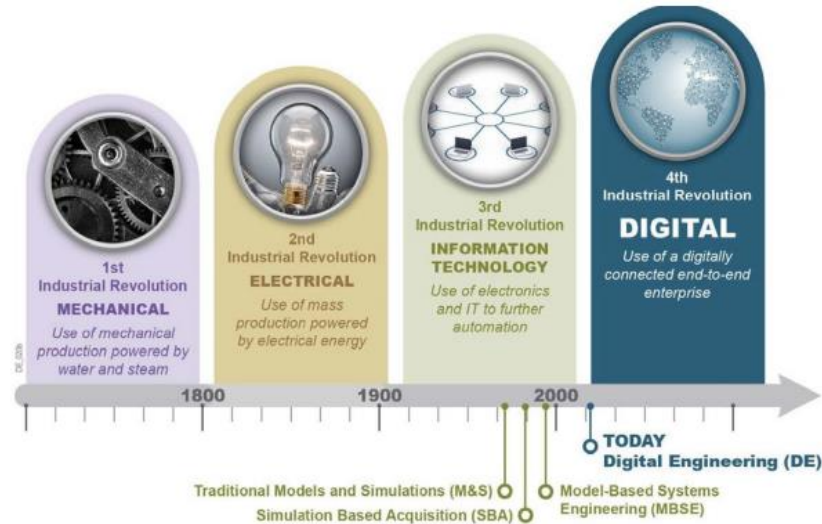 1st
Industrial Revolution
MECHANICAL
Use of mechanical
production powered by
water and steam
2nd
Industrial Revolution
ELECTRICAL
Use of mass
production powered
by electrical energy
3rd
Industrial Revolution
INFORMATION
TECHNOLOGY
Use of electronics
and IT to further
automation
4th
Industrial Revolution
DIGITAL
Use of a digitally
connected end-to-end
enterprise
1800
1900
2000
TODAY
Digital Engineering (DE)
Traditional Models and Simulations (M&S)
Simulation Based Acquisition (SBA)
Model-Based Systems
Engineering (MBSE)